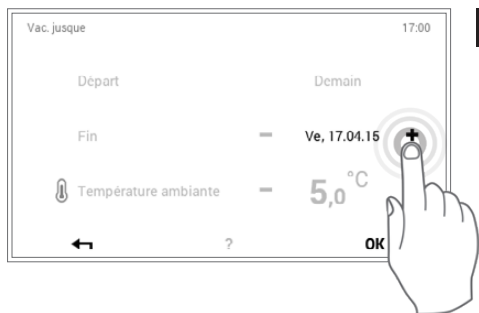 Vac. jusque 17:00
Départ Demain
Fin - Ve, 17.04.15 +
Température ambiante - 5,0 °C
? OK